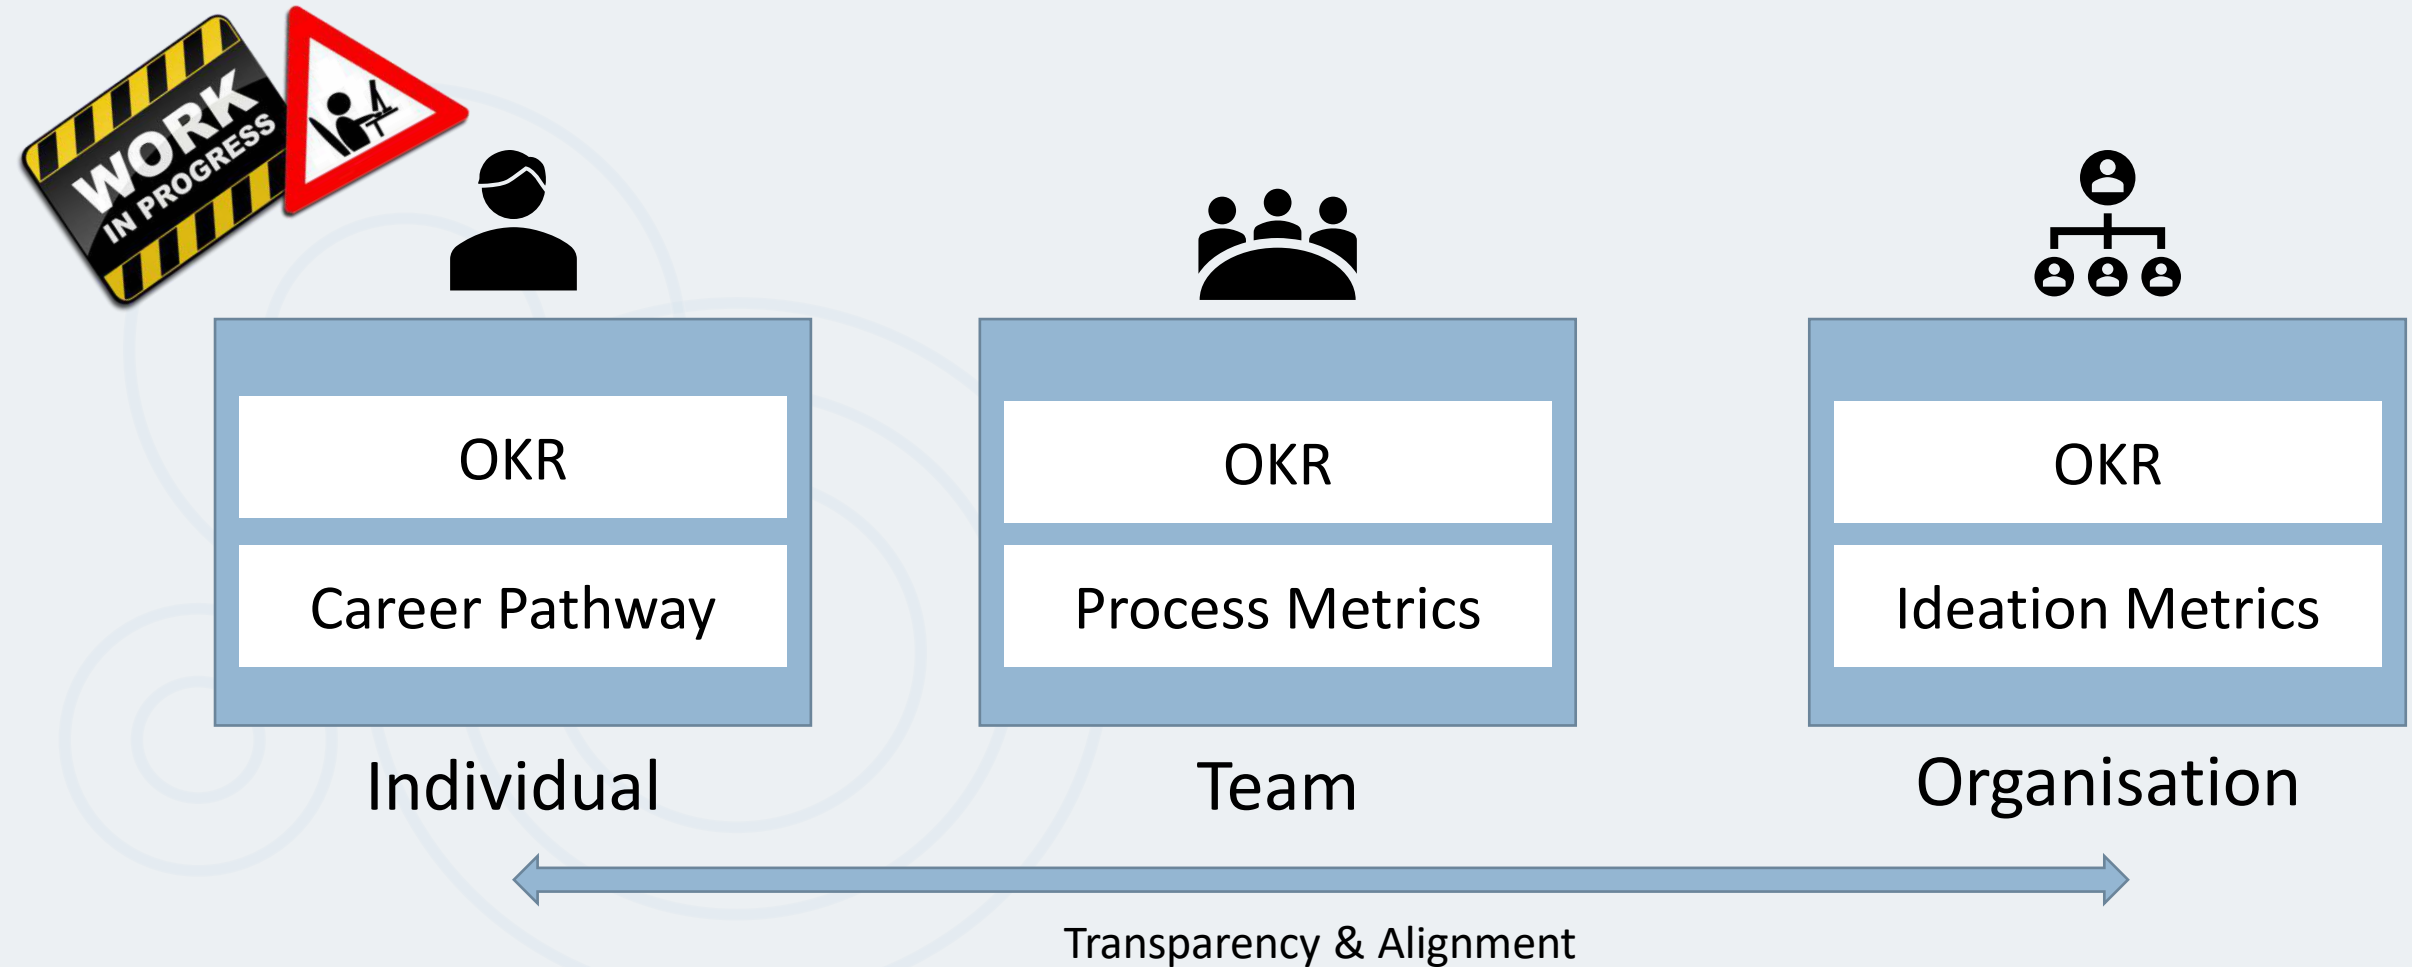 WORK
IN PROGRESS
OKR
Career Pathway
Individual
OKR
Process Metrics
Team
OKR
Ideation Metrics
Organisation
Transparency & Alignment